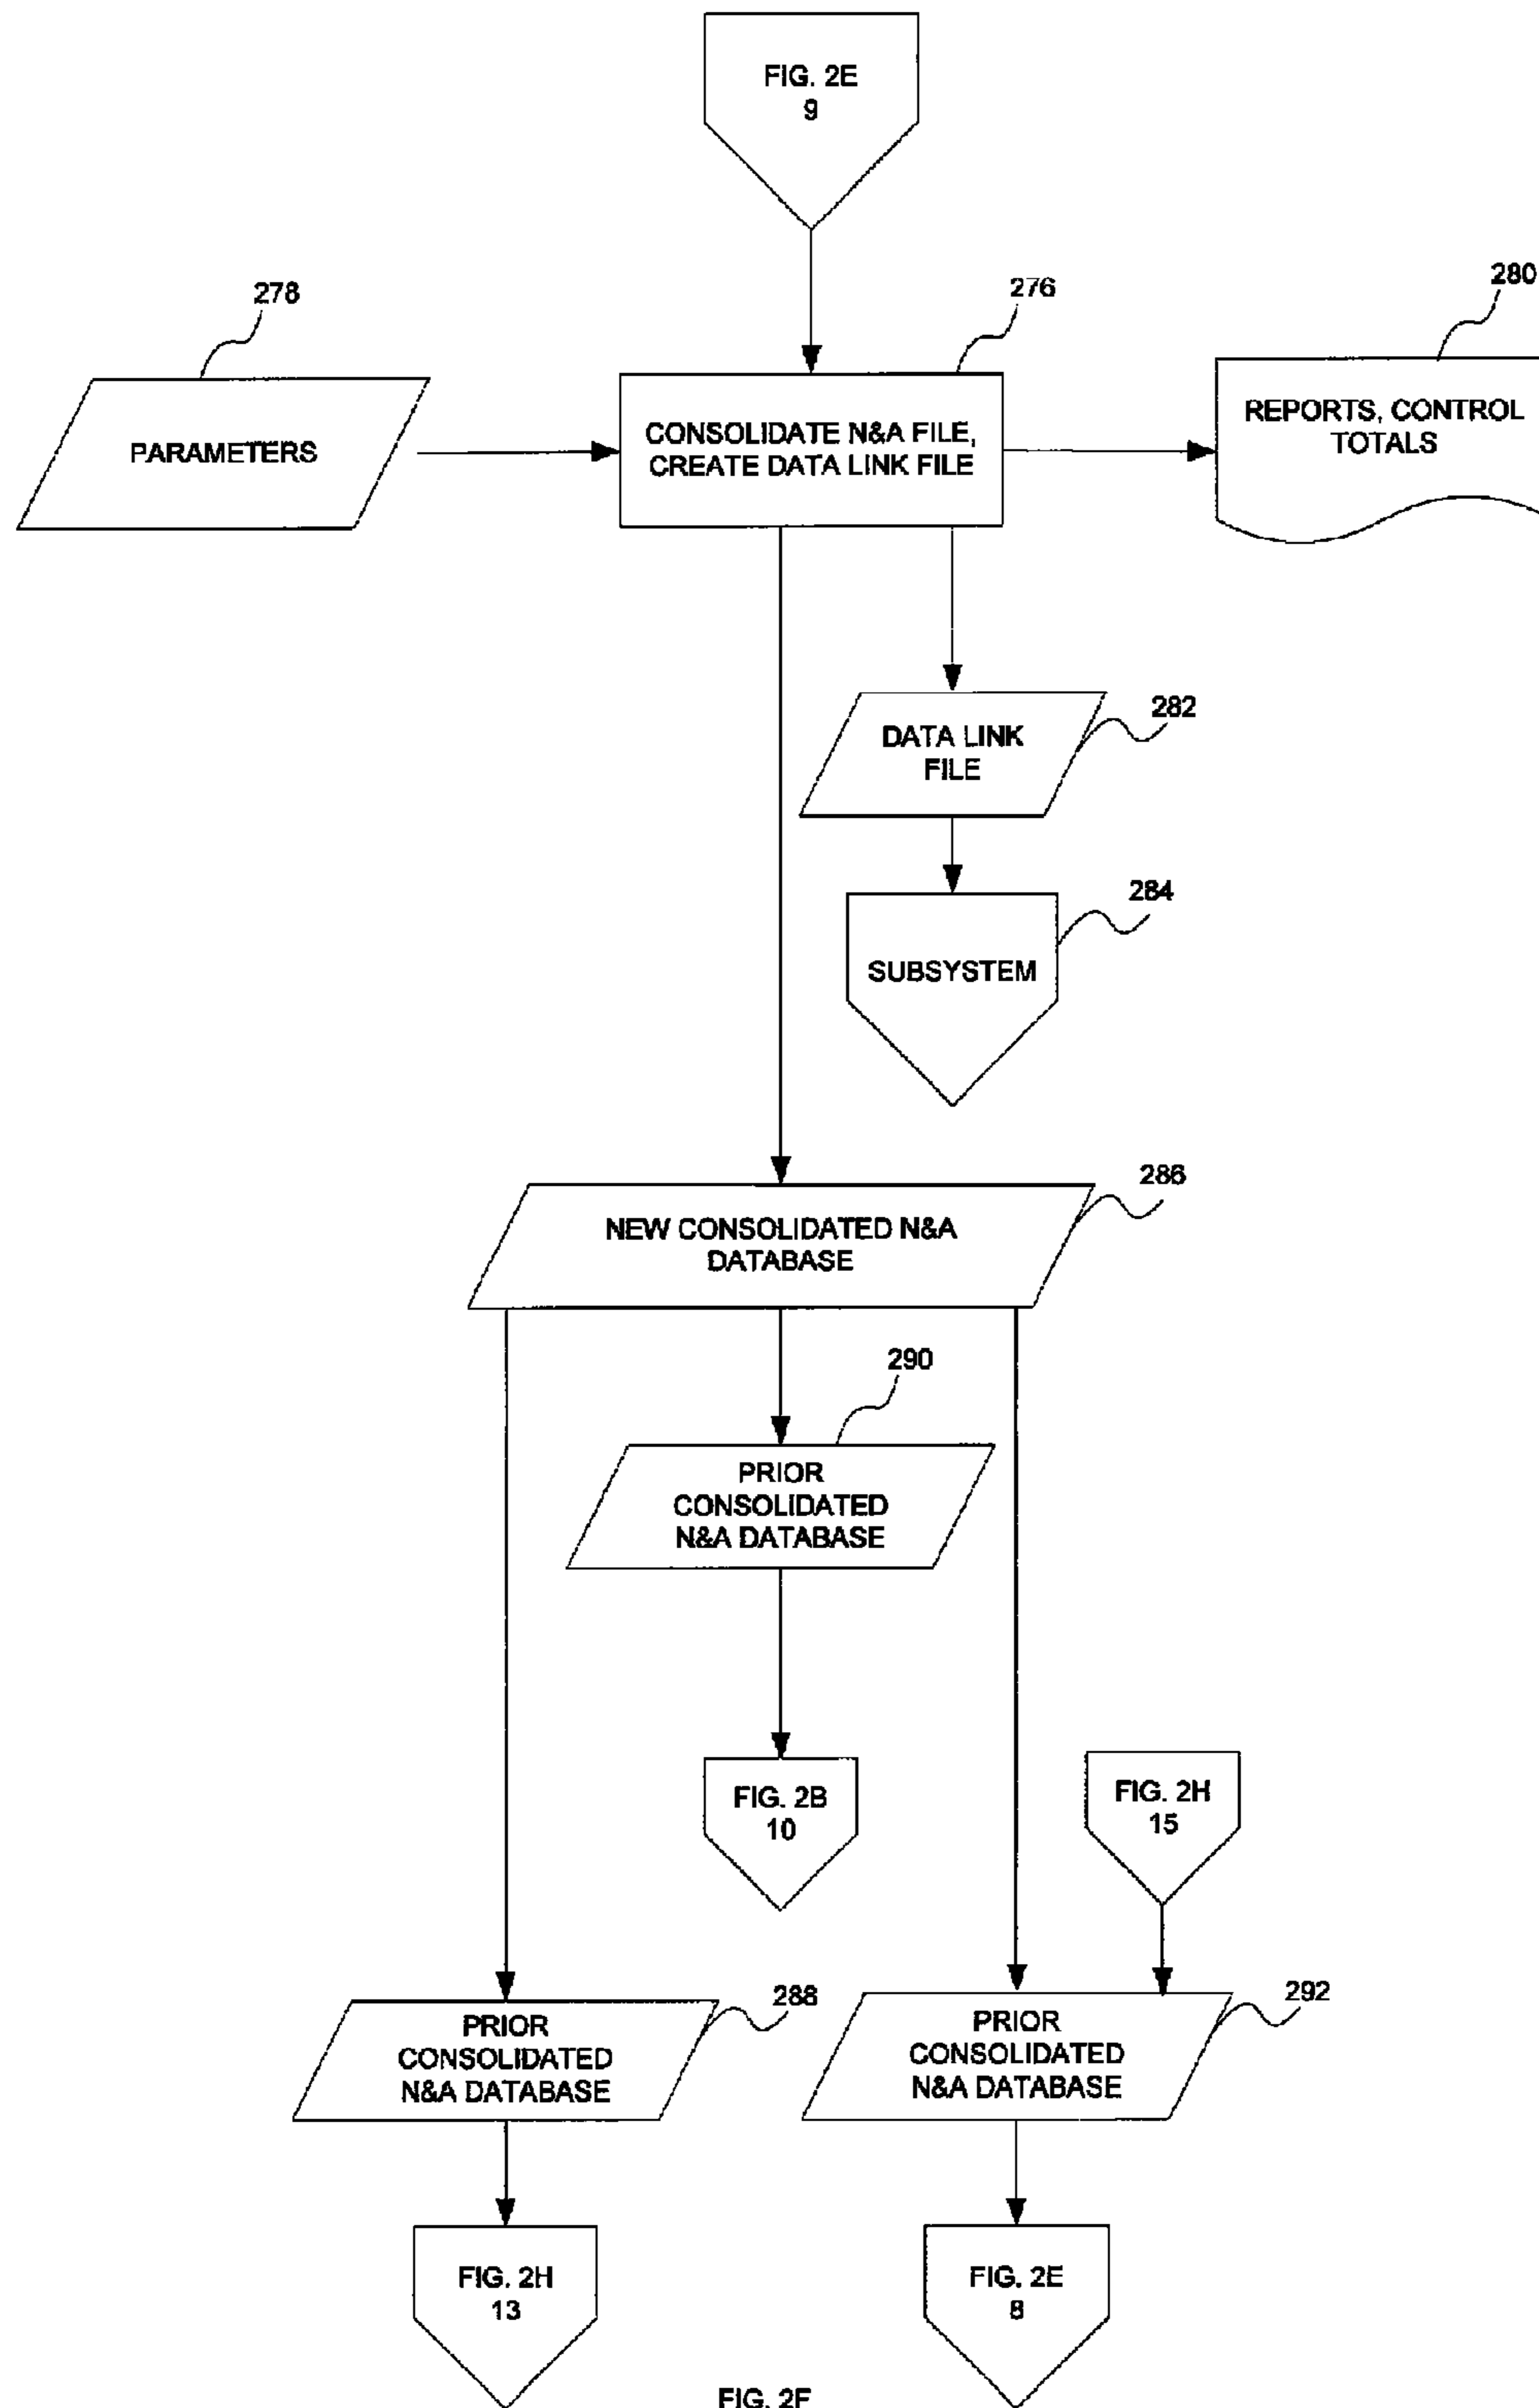 FIG. 2E
9
278
276
280
PARAMETERS
CONSOLIDATE N&A FILE,
CREATE DATA LINK FILE
REPORTS, CONTROL
TOTALS
282
DATA LINK
FILE
284
SUBSYSTEM
286
NEW CONSOLIDATED N&A
DATABASE
290
PRIOR
CONSOLIDATED
N&A DATABASE
FIG. 2B
10
FIG. 2H
15
288
PRIOR
CONSOLIDATED
N&A DATABASE
292
PRIOR
CONSOLIDATED
N&A DATABASE
FIG. 2H
13
FIG. 2E
8
FIG. 2F